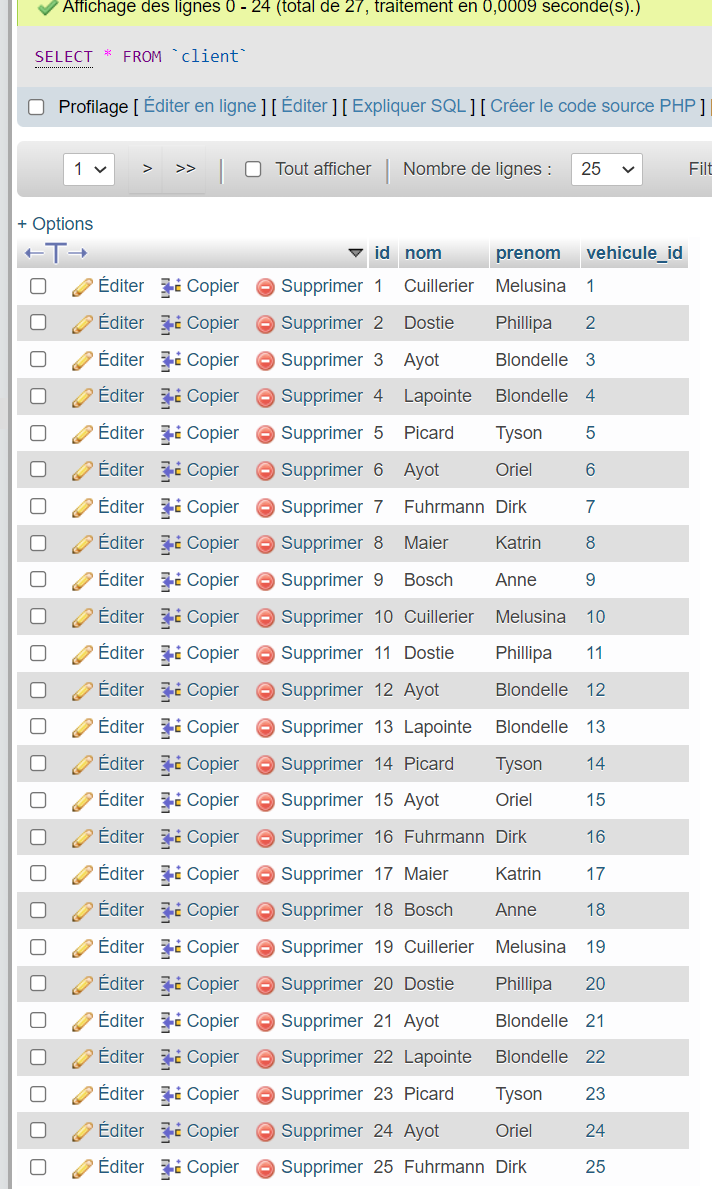 Affichage des lignes 0 - 24 (total de 27, traitement en 0,0009 seconde(s).)
SELECT * FROM `client`
Profilage [ Éditer en ligne ] [ Éditer ] [ Expliquer SQL ] [ Créer le code source PHP ]
1 > >> Tout afficher Nombre de lignes : 25 Filt
+ Options
←T→ id nom prenom vehicule_id
Éditer Copier Supprimer 1 Cuillerier Melusina 1
Éditer Copier Supprimer 2 Dostie Phillipa 2
Éditer Copier Supprimer 3 Ayot Blondelle 3
Éditer Copier Supprimer 4 Lapointe Blondelle 4
Éditer Copier Supprimer 5 Picard Tyson 5
Éditer Copier Supprimer 6 Ayot Oriel 6
Éditer Copier Supprimer 7 Fuhrmann Dirk 7
Éditer Copier Supprimer 8 Maier Katrin 8
Éditer Copier Supprimer 9 Bosch Anne 9
Éditer Copier Supprimer 10 Cuillerier Melusina 10
Éditer Copier Supprimer 11 Dostie Phillipa 11
Éditer Copier Supprimer 12 Ayot Blondelle 12
Éditer Copier Supprimer 13 Lapointe Blondelle 13
Éditer Copier Supprimer 14 Picard Tyson 14
Éditer Copier Supprimer 15 Ayot Oriel 15
Éditer Copier Supprimer 16 Fuhrmann Dirk 16
Éditer Copier Supprimer 17 Maier Katrin 17
Éditer Copier Supprimer 18 Bosch Anne 18
Éditer Copier Supprimer 19 Cuillerier Melusina 19
Éditer Copier Supprimer 20 Dostie Phillipa 20
Éditer Copier Supprimer 21 Ayot Blondelle 21
Éditer Copier Supprimer 22 Lapointe Blondelle 22
Éditer Copier Supprimer 23 Picard Tyson 23
Éditer Copier Supprimer 24 Ayot Oriel 24
Éditer Copier Supprimer 25 Fuhrmann Dirk 25